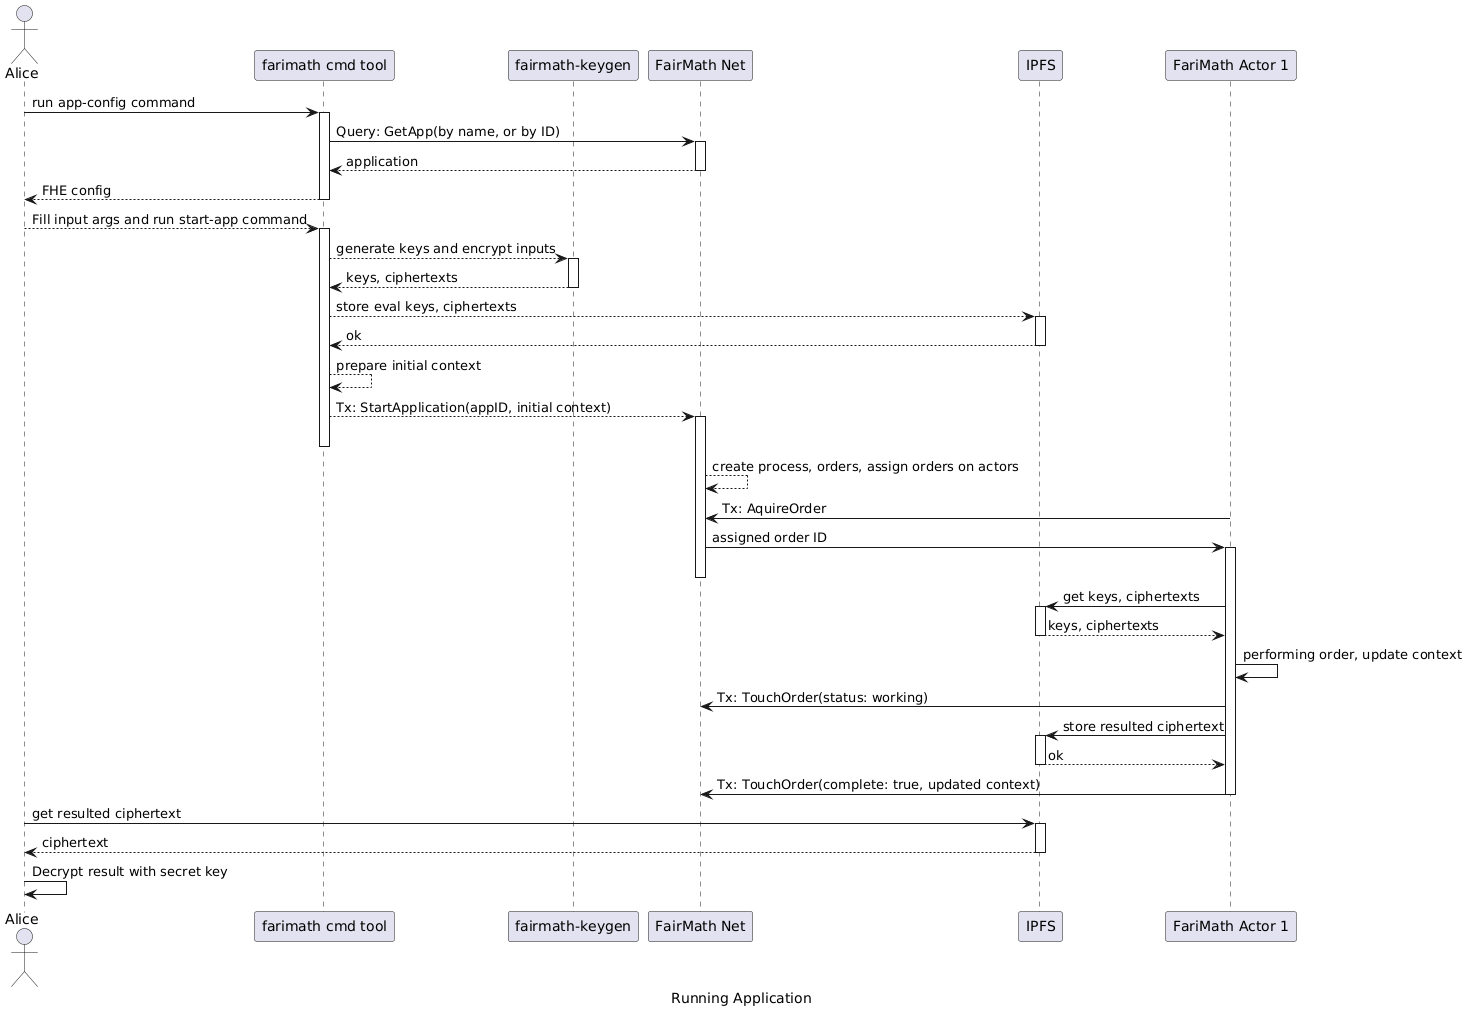 Alice
farimath cmd tool
fairmath-keygen
FairMath Net
IPFS
FariMath Actor 1
run app-config command
Query: GetApp(by name, or by ID)
application
FHE config
Fill input args and run start-app command
generate keys and encrypt inputs
keys, ciphertexts
store eval keys, ciphertexts
ok
prepare initial context
Tx: StartApplication(appID, initial context)
create process, orders, assign orders on actors
Tx: AquireOrder
assigned order ID
get keys, ciphertexts
keys, ciphertexts
performing order, update context
Tx: TouchOrder(status: working)
store resulted ciphertext
ok
Tx: TouchOrder(complete: true, updated context)
get resulted ciphertext
ciphertext
Decrypt result with secret key
Alice
farimath cmd tool
fairmath-keygen
FairMath Net
IPFS
FariMath Actor 1
Running Application